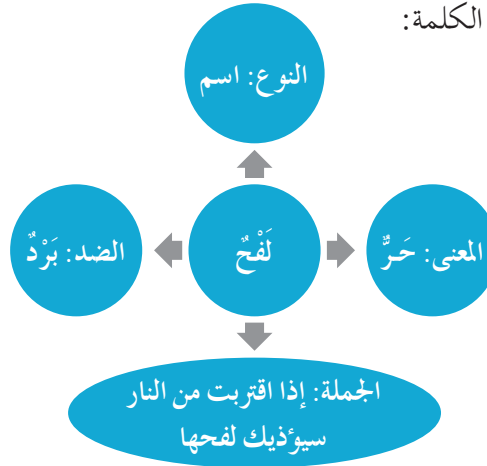 الكلمة:
النوع: اسم
المعنى: حَرٌّ
لَفْحٌ
الضد: بَرْدٌ
الجملة: إذا اقتربت من النار
سيؤذيك لفحها